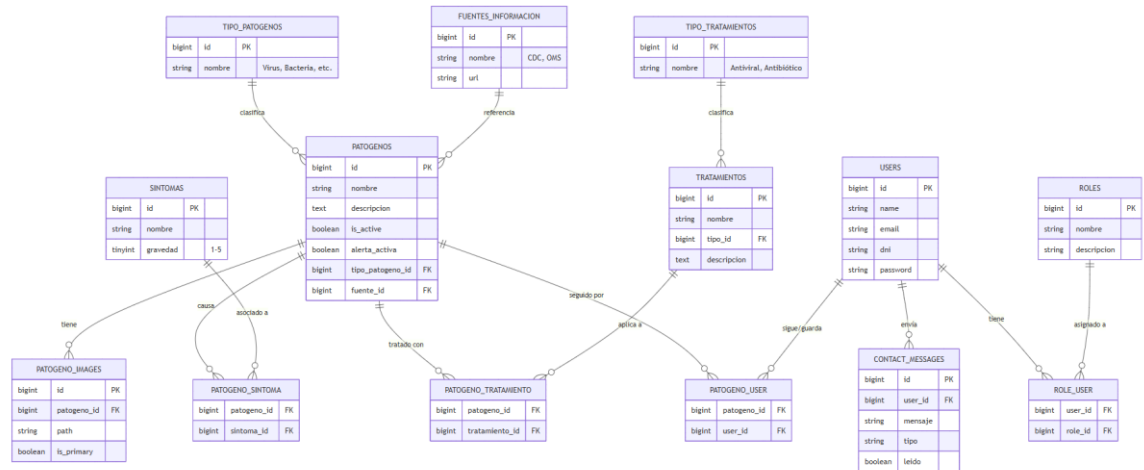 TIPO_PATOGENOS
bigint id PK
string nombre Virus, Bacteria, etc.
FUENTES_INFORMACION
bigint id PK
string nombre CDC, OMS
string url
TIPO_TRATAMIENTOS
bigint id PK
string nombre Antiviral, Antibiótico
clasifica
referencia
clasifica
PATOGENOS
bigint id PK
string nombre
text descripcion
boolean is_active
boolean alerta_activa
bigint tipo_patogeno_id FK
bigint fuente_id FK
SINTOMAS
bigint id PK
string nombre
tinyint gravedad 1-5
TRATAMIENTOS
bigint id PK
string nombre
bigint tipo_id FK
text descripcion
USERS
bigint id PK
string name
string email
string dni
string password
ROLES
bigint id PK
string nombre
string descripcion
tiene
causa
asociado a
tratado con
aplica a
seguido por
sigue/guarda
envía
tiene
asignado a
PATOGENO_IMAGES
bigint id PK
bigint patogeno_id FK
string path
boolean is_primary
PATOGENO_SINTOMA
bigint patogeno_id FK
bigint sintoma_id FK
PATOGENO_TRATAMIENTO
bigint patogeno_id FK
bigint tratamiento_id FK
PATOGENO_USER
bigint patogeno_id FK
bigint user_id FK
CONTACT_MESSAGES
bigint id PK
bigint user_id FK
string mensaje
string tipo
boolean leido
ROLE_USER
bigint user_id FK
bigint role_id FK